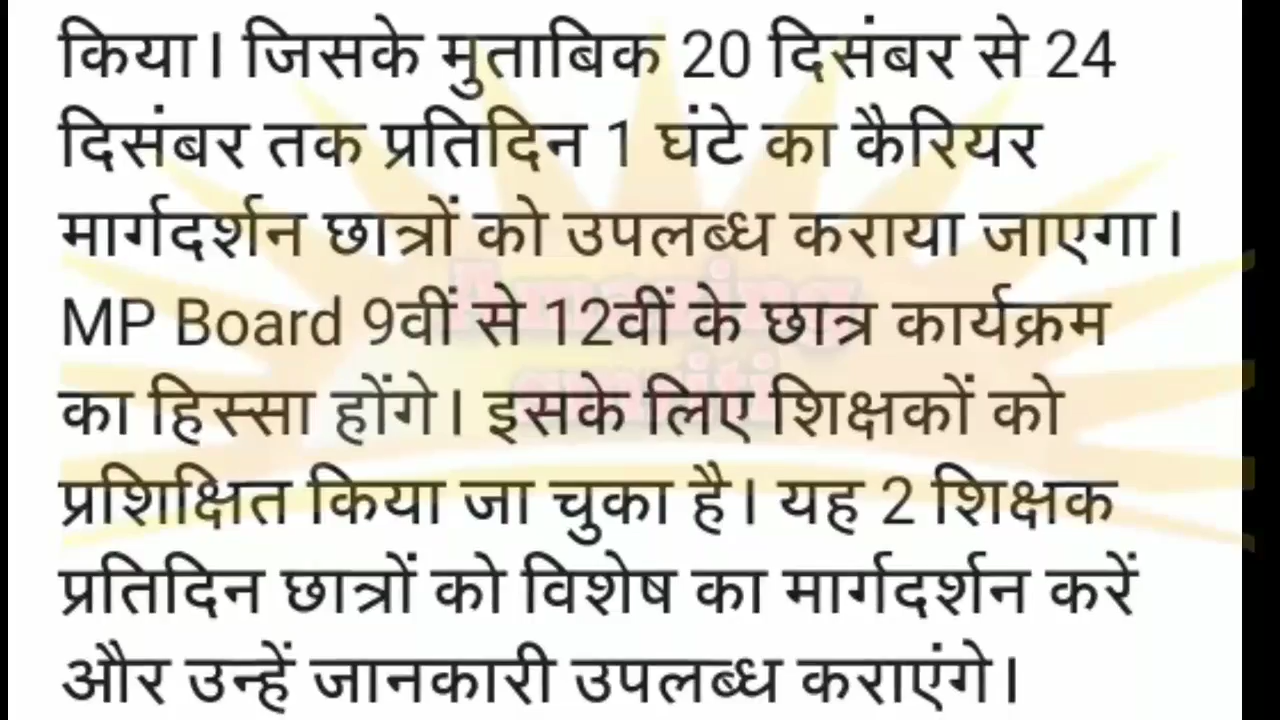 किया। जिसके मुताबिक 20 दिसंबर से 24
दिसंबर तक प्रतिदिन 1 घंटे का कैरियर
मार्गदर्शन छात्रों को उपलब्ध कराया जाएगा।
MP Board 9वीं से 12वीं के छात्र कार्यक्रम
का हिस्सा होंगे। इसके लिए शिक्षकों को
प्रशिक्षित किया जा चुका है। यह 2 शिक्षक
प्रतिदिन छात्रों को विशेष का मार्गदर्शन करें
और उन्हें जानकारी उपलब्ध कराएंगे।